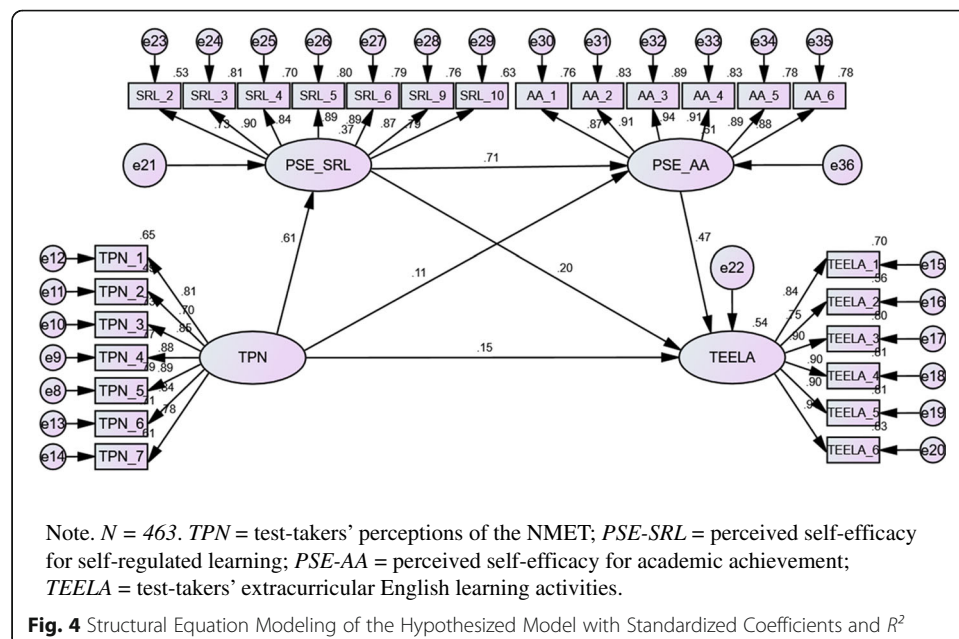 e23 e24 e25 e26 e27 e28 e29 e30 e31 e32 e33 e34 e35
.53 .81 .70 .80 .79 .76 .63 .76 .83 .89 .83 .78 .78
SRL_2 SRL_3 SRL_4 SRL_5 SRL_6 SRL_9 SRL_10 AA_1 AA_2 AA_3 AA_4 AA_5 AA_6
.73 .90 .84 .89 .89 .87 .79 .87 .91 .94 .91 .89 .88
.37 .61
e21 PSE_SRL .71 PSE_AA e36
.61 .11 .20 .47
e22
.65
e12 TPN_1 .81
e11 TPN_2 .70
e10 TPN_3 .85
e9 TPN_4 .88
e8 TPN_5 .89
e13 TPN_6 .84
e14 TPN_7 .78
.61
TPN .15 TEELA .54
.70
TEELA_1 e15 .84
TEELA_2 e16 .75
.80
TEELA_3 e17 .90
.81
TEELA_4 e18 .90
.81
TEELA_5 e19 .90
.83
TEELA_6 e20
Note. N = 463. TPN = test-takers’ perceptions of the NMET; PSE-SRL = perceived self-efficacy
for self-regulated learning; PSE-AA = perceived self-efficacy for academic achievement;
TEELA = test-takers’ extracurricular English learning activities.
Fig. 4 Structural Equation Modeling of the Hypothesized Model with Standardized Coefficients and R²